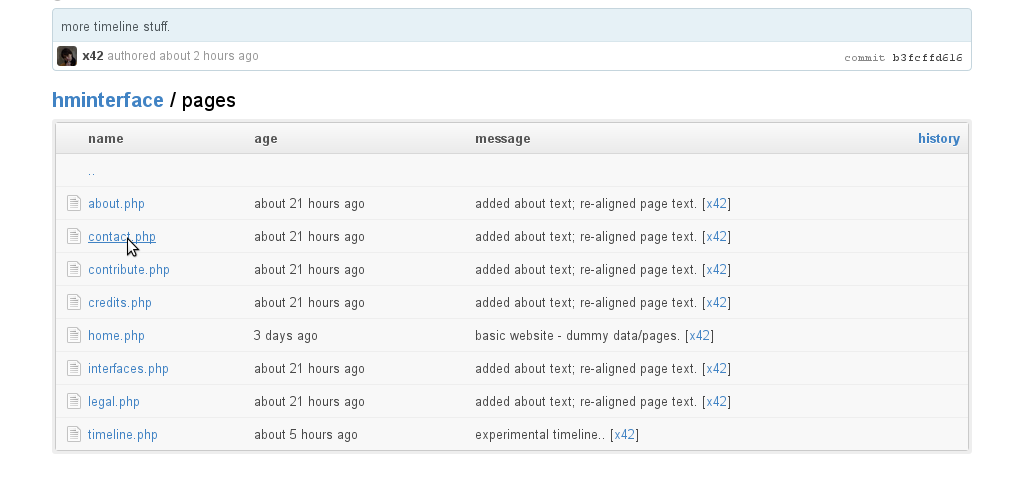 more timeline stuff.
x42 authored about 2 hours ago commit b3fcffd616
hminterface / pages
name age message history
..
about.php about 21 hours ago added about text; re-aligned page text. [x42]
contact.php about 21 hours ago added about text; re-aligned page text. [x42]
contribute.php about 21 hours ago added about text; re-aligned page text. [x42]
credits.php about 21 hours ago added about text; re-aligned page text. [x42]
home.php 3 days ago basic website - dummy data/pages. [x42]
interfaces.php about 21 hours ago added about text; re-aligned page text. [x42]
legal.php about 21 hours ago added about text; re-aligned page text. [x42]
timeline.php about 5 hours ago experimental timeline.. [x42]